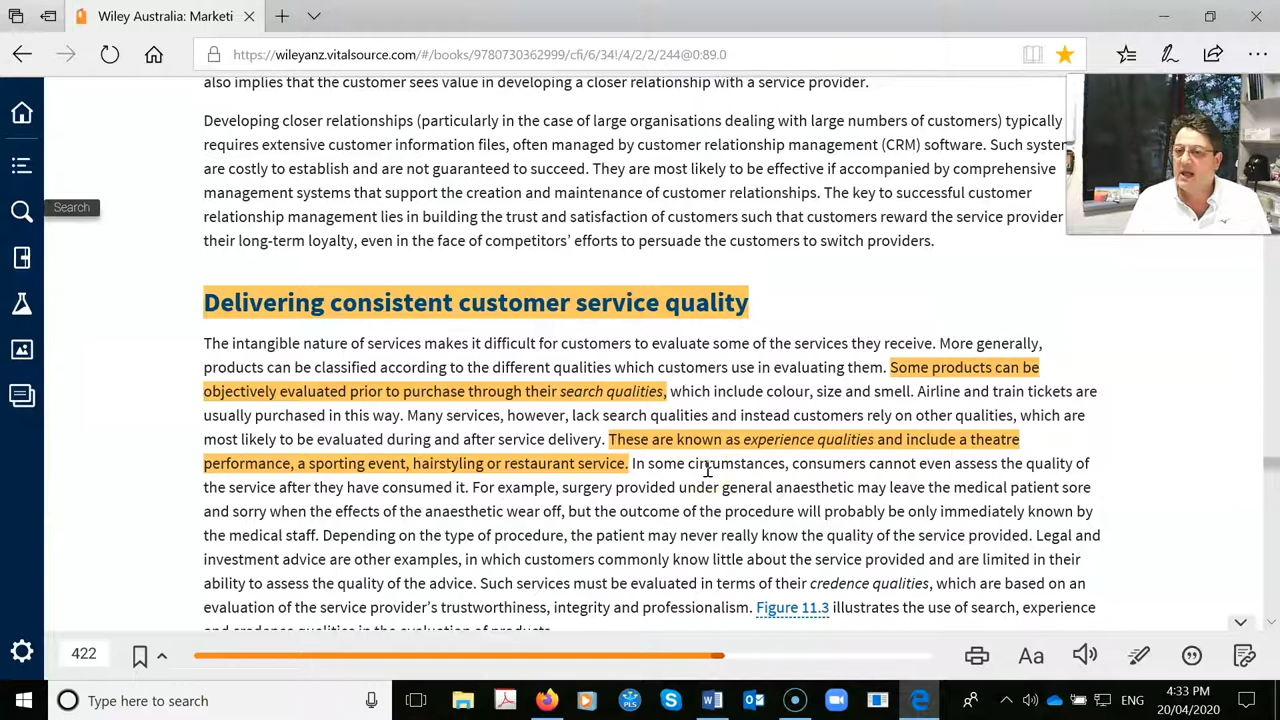 Wiley Australia: Marketi
https://wileyanz.vitalsource.com/#/books/9780730362999/cfi/6/34!/4/2/2/244@0:89.0
also implies that the customer sees value in developing a closer relationship with a service provider.
Developing closer relationships (particularly in the case of large organisations dealing with large numbers of customers) typically
requires extensive customer information files, often managed by customer relationship management (CRM) software. Such system
are costly to establish and are not guaranteed to succeed. They are most likely to be effective if accompanied by comprehensive
management systems that support the creation and maintenance of customer relationships. The key to successful customer
Search
relationship management lies in building the trust and satisfaction of customers such that customers reward the service provider
their long-term loyalty, even in the face of competitors’ efforts to persuade the customers to switch providers.
Delivering consistent customer service quality
The intangible nature of services makes it difficult for customers to evaluate some of the services they receive. More generally,
products can be classified according to the different qualities which customers use in evaluating them. Some products can be
objectively evaluated prior to purchase through their search qualities, which include colour, size and smell. Airline and train tickets are
usually purchased in this way. Many services, however, lack search qualities and instead customers rely on other qualities, which are
most likely to be evaluated during and after service delivery. These are known as experience qualities and include a theatre
performance, a sporting event, hairstyling or restaurant service. In some circumstances, consumers cannot even assess the quality of
the service after they have consumed it. For example, surgery provided under general anaesthetic may leave the medical patient sore
and sorry when the effects of the anaesthetic wear off, but the outcome of the procedure will probably be only immediately known by
the medical staff. Depending on the type of procedure, the patient may never really know the quality of the service provided. Legal and
investment advice are other examples, in which customers commonly know little about the service provided and are limited in their
ability to assess the quality of the advice. Such services must be evaluated in terms of their credence qualities, which are based on an
evaluation of the service provider’s trustworthiness, integrity and professionalism. Figure 11.3 illustrates the use of search, experience
and credence qualities in the evaluation of products.
422
Aa
Type here to search
PLS
ENG
4:33 PM
20/04/2020